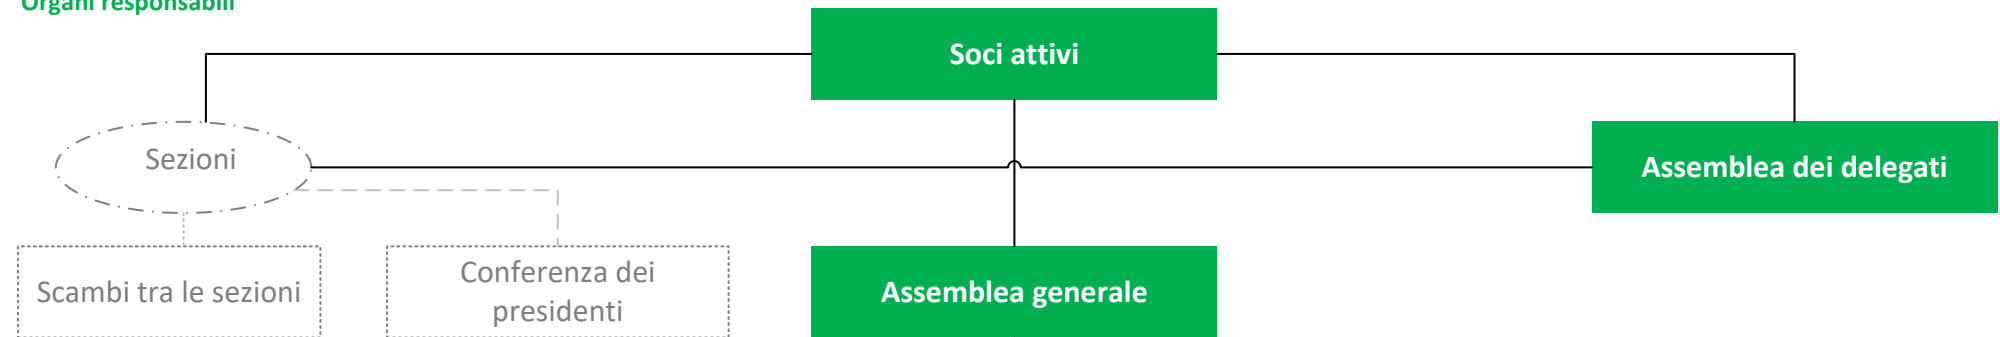 Organi responsabili
Soci attivi
Sezioni
Assemblea dei delegati
Scambi tra le sezioni
Conferenza dei
presidenti
Assemblea generale